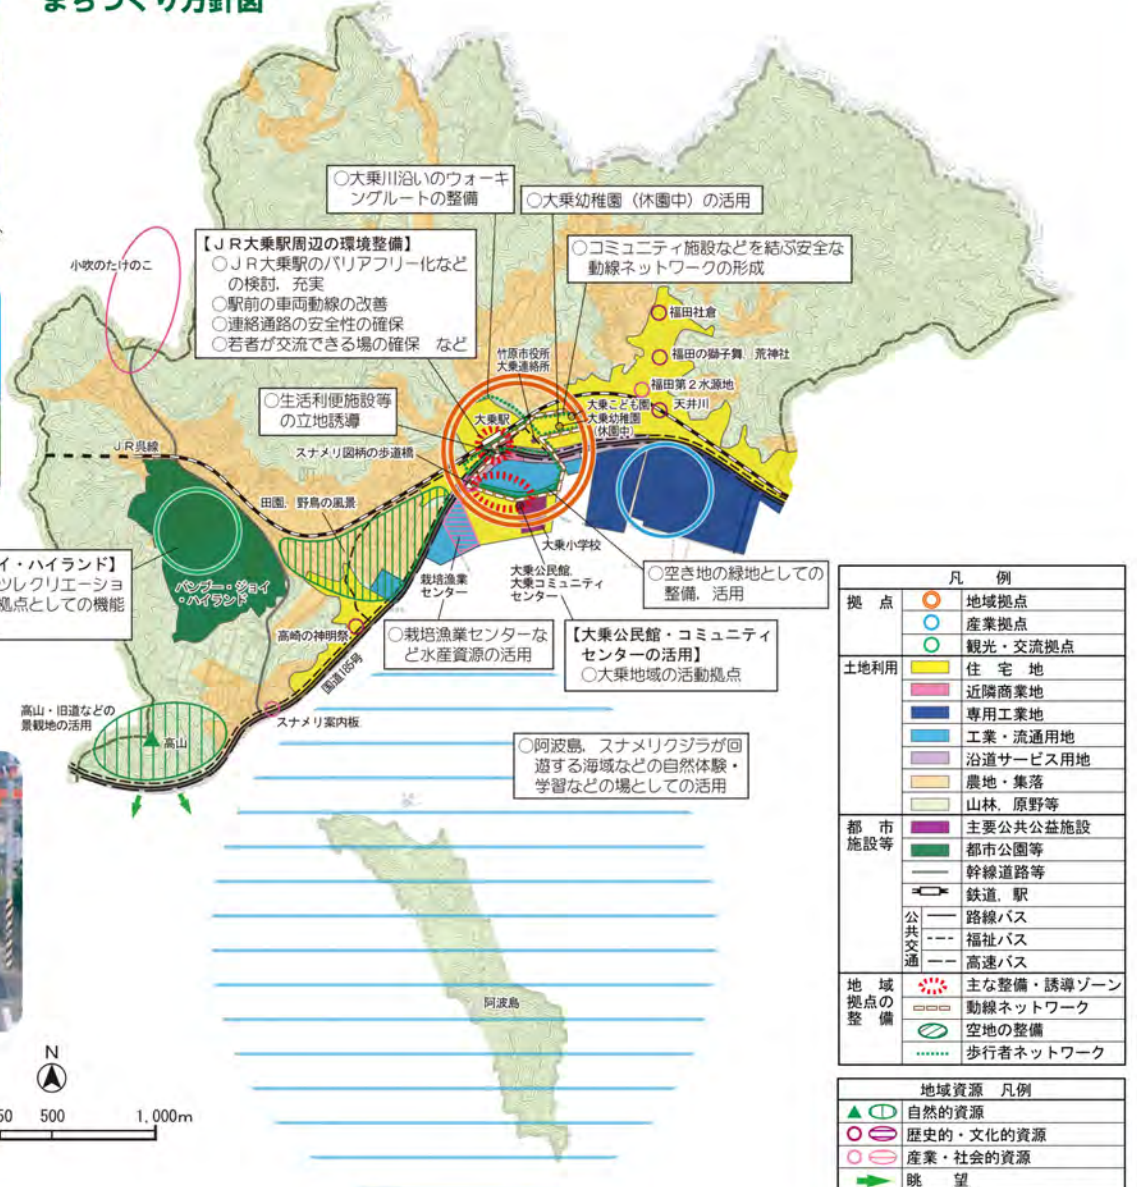 まちづくり方針図
○大乗川沿いのウォーキ
ングルートの整備
○大乗幼稚園（休園中）の活用
【ＪＲ大乗駅周辺の環境整備】
○ＪＲ大乗駅のバリアフリー化など
の検討，充実
○駅前の車両動線の改善
○連絡通路の安全性の確保
○若者が交流できる場の確保　など
○コミュニティ施設などを結ぶ安全な
動線ネットワークの形成
小吹のたけのこ
福田社倉
竹原市役所
大乗連絡所
福田の獅子舞，荒神社
福田第２水源地
○生活利便施設等
の立地誘導
大乗駅
大乗こども園
大乗幼稚園
（休園中）
天井川
ＪＲ呉線
スナメリ図柄の歩道橋
田園，野鳥の風景
大乗小学校
イ・ハイランド】
ツレクリエーショ
拠点としての機能
バンブー・ジョイ
・ハイランド
栽培漁業
センター
大乗公民館，
大乗コミュニティ
センター
○空き地の緑地としての
整備，活用
高崎の神明祭
○栽培漁業センターな
ど水産資源の活用
【大乗公民館・コミュニティ
センターの活用】
○大乗地域の活動拠点
国道185号
高山・旧道などの
景観地の活用
高山
スナメリ案内板
○阿波島，スナメリクジラが回
遊する海域などの自然体験・
学習などの場としての活用
阿波島
N
50 500 1,000m
凡　例
拠　点
地域拠点
産業拠点
観光・交流拠点
土地利用
住　宅　地
近隣商業地
専用工業地
工業・流通用地
沿道サービス用地
農地・集落
山林，原野等
都　市
施設等
主要公共公益施設
都市公園等
幹線道路等
鉄道，駅
公共交通
路線バス
福祉バス
高速バス
地　域
拠点の
整　備
主な整備・誘導ゾーン
動線ネットワーク
空地の整備
歩行者ネットワーク
地域資源　凡例
自然的資源
歴史的・文化的資源
産業・社会的資源
眺　望